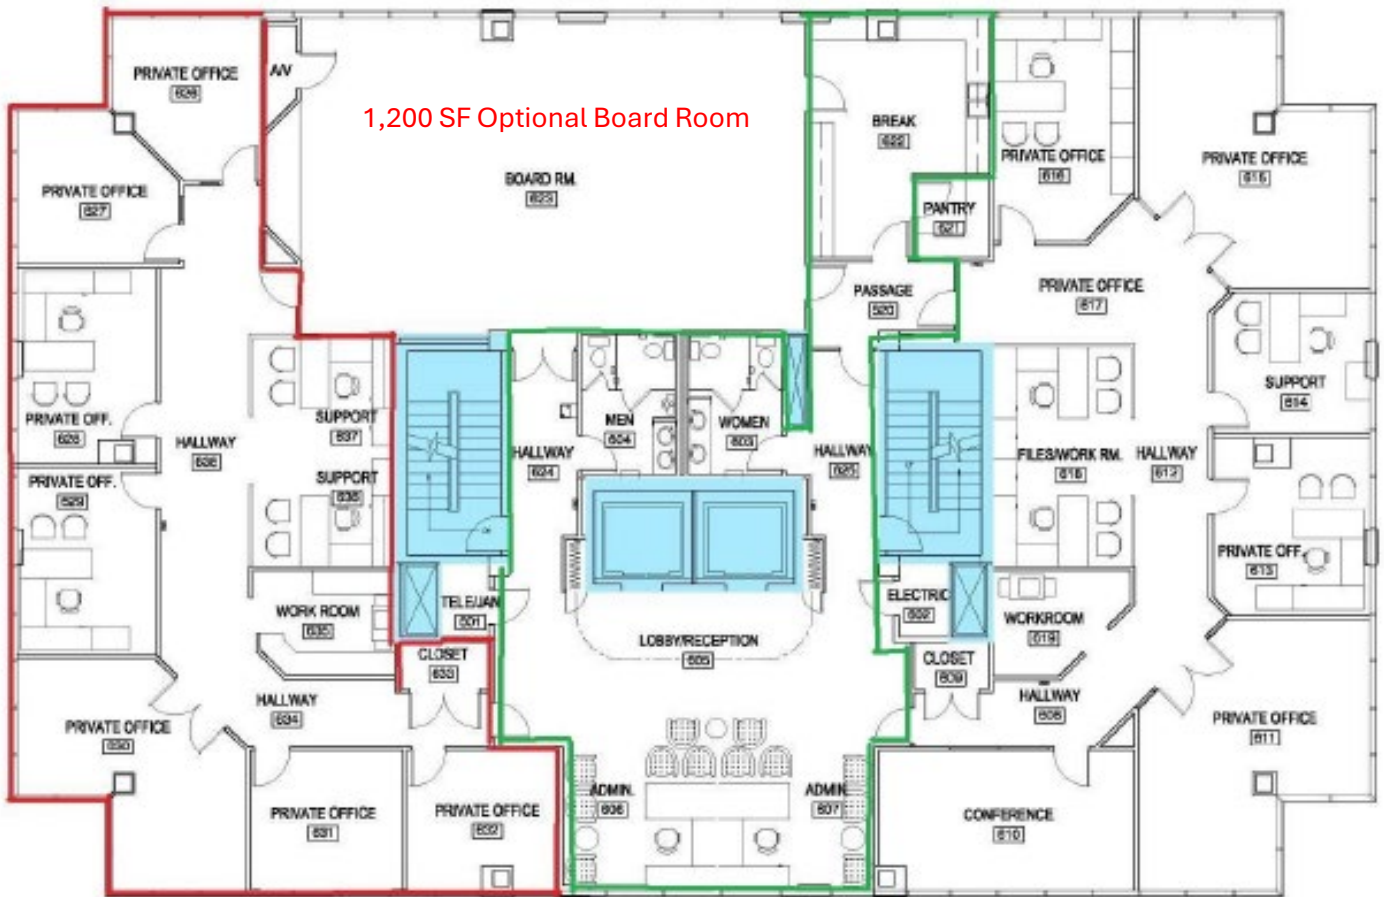 PRIVATE OFFICE
626
A/V
1,200 SF Optional Board Room
BREAK
622
PRIVATE OFFICE
616
PRIVATE OFFICE
615
PRIVATE OFFICE
627
BOARD RM.
623
PANTRY
621
PASSAGE
520
PRIVATE OFFICE
617
PRIVATE OFF.
628
HALLWAY
638
SUPPORT
637
SUPPORT
636
HALLWAY
624
MEN
604
WOMEN
603
HALLWAY
625
FILES/WORK RM.
618
HALLWAY
612
SUPPORT
614
PRIVATE OFF.
629
PRIVATE OFF.
613
WORK ROOM
635
TELE/JAN
601
LOBBY/RECEPTION
605
ELECTRIC
602
WORKROOM
619
CLOSET
633
CLOSET
609
HALLWAY
634
HALLWAY
608
PRIVATE OFFICE
630
PRIVATE OFFICE
611
PRIVATE OFFICE
631
PRIVATE OFFICE
632
ADMIN.
606
ADMIN.
607
CONFERENCE
610